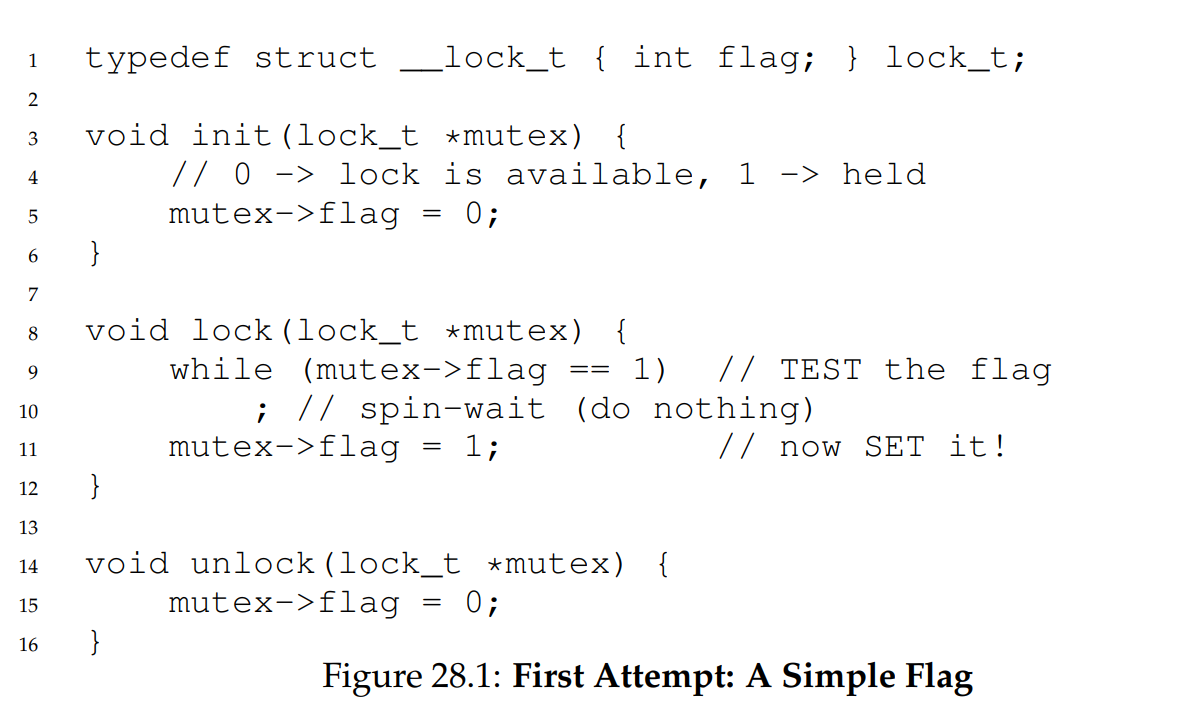 1 typedef struct __lock_t { int flag; } lock_t;
2
3 void init(lock_t *mutex) {
4 // 0 -> lock is available, 1 -> held
5 mutex->flag = 0;
6 }
7
8 void lock(lock_t *mutex) {
9 while (mutex->flag == 1) // TEST the flag
10 ; // spin-wait (do nothing)
11 mutex->flag = 1; // now SET it!
12 }
13
14 void unlock(lock_t *mutex) {
15 mutex->flag = 0;
16 }
Figure 28.1: First Attempt: A Simple Flag